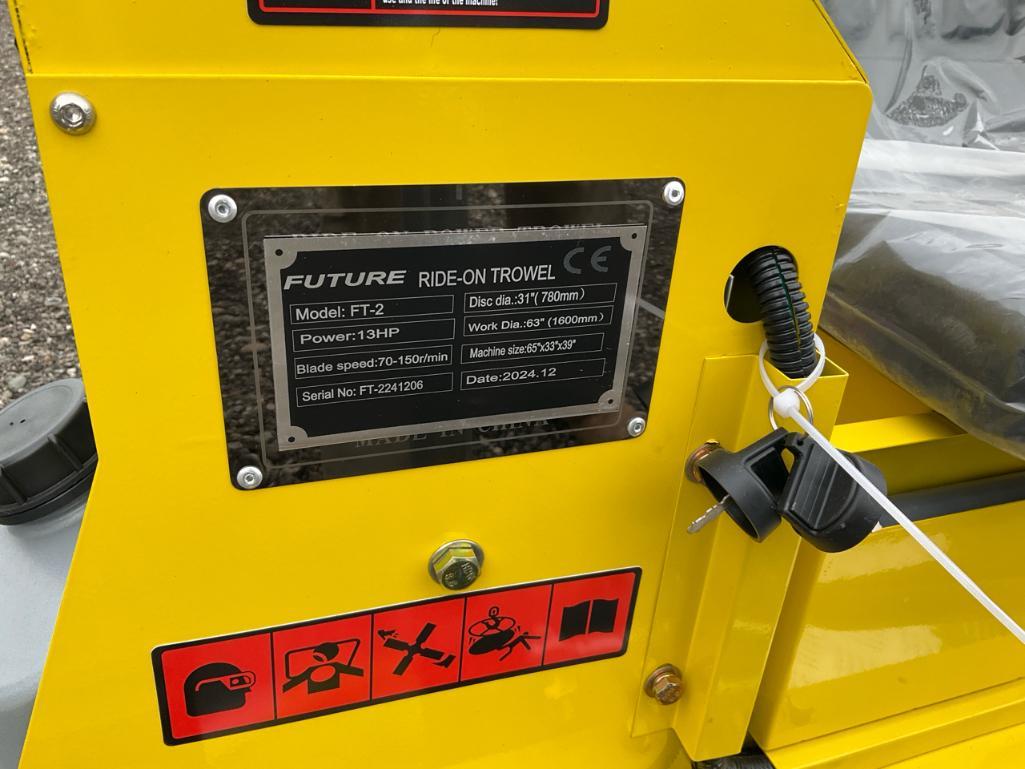 use and the life of the machine!
FUTURE RIDE-ON TROWEL CE
Model: FT-2
Disc dia.:31"(780mm)
Power:13HP
Work Dia.:63" (1600mm)
Blade speed:70-150r/min
Machine size:65"x33"x39"
Serial No: FT-2241206
Date:2024.12
MADE IN CHINA
8.8